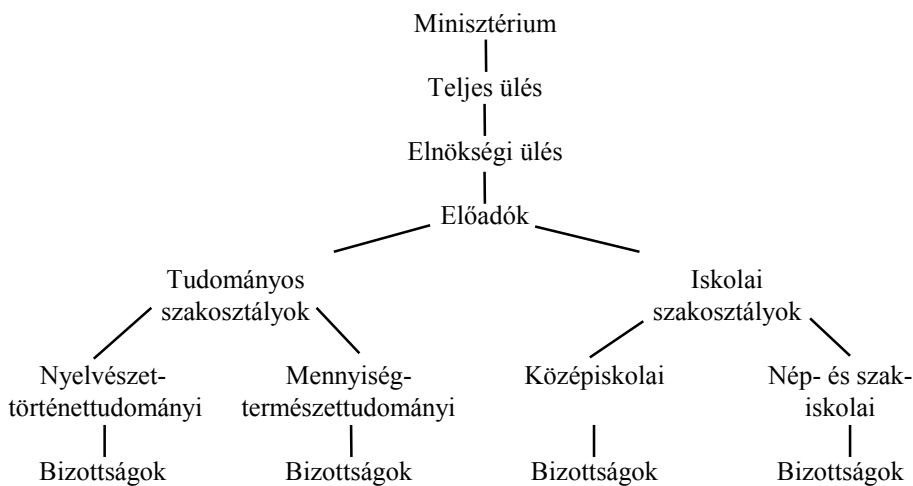 Minisztérium
Teljes ülés
Elnökségi ülés
Előadók
Tudományos
szakosztályok
Iskolai
szakosztályok
Nyelvészet-
történettudományi
Mennyiség-
természettudományi
Középiskolai
Nép- és szak-
iskolai
Bizottságok
Bizottságok
Bizottságok
Bizottságok